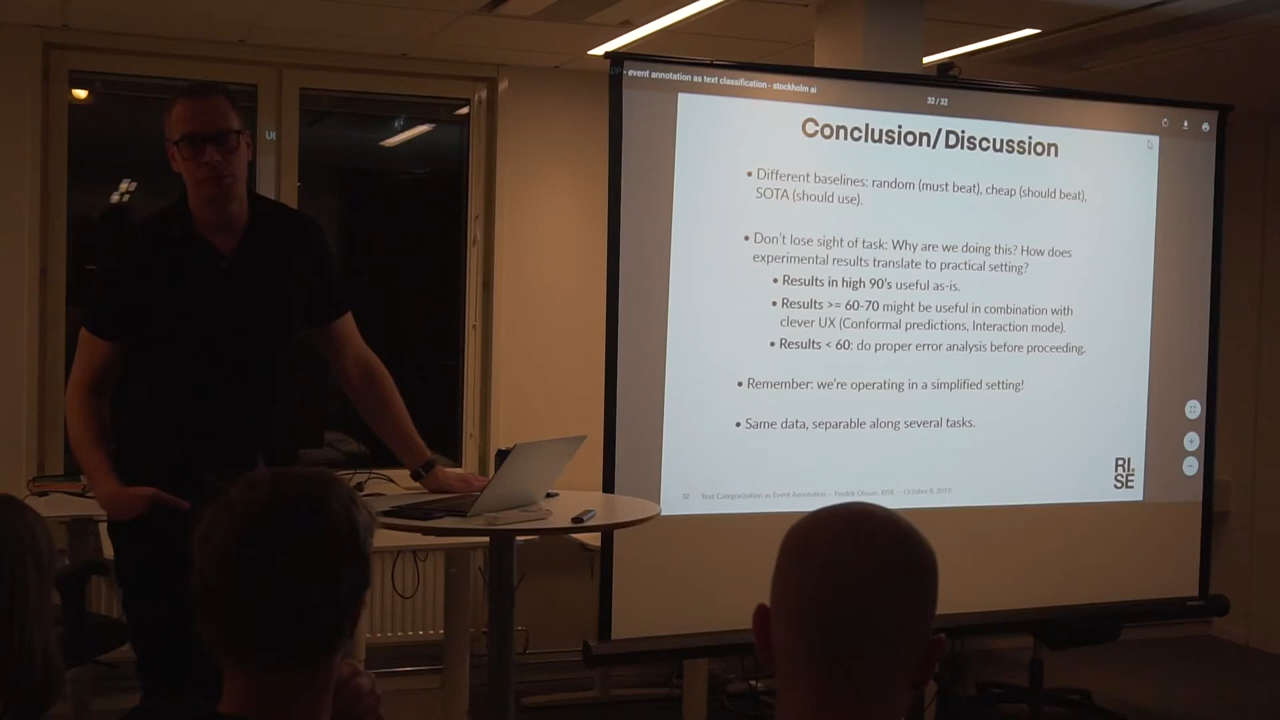 - event annotation as text classification - stockholm ai
32 / 32
Conclusion/Discussion
• Different baselines: random (must beat), cheap (should beat),
SOTA (should use).
• Don't lose sight of task: Why are we doing this? How does
experimental results translate to practical setting?
• Results in high 90's useful as-is.
• Results >= 60-70 might be useful in combination with
clever UX (Conformal predictions, Interaction mode).
• Results < 60: do proper error analysis before proceeding.
• Remember: we're operating in a simplified setting!
• Same data, separable along several tasks.
RI.
SE
32 Text Categorization as Event Annotation — Fredrik Olsson, RISE — October 8, 2019